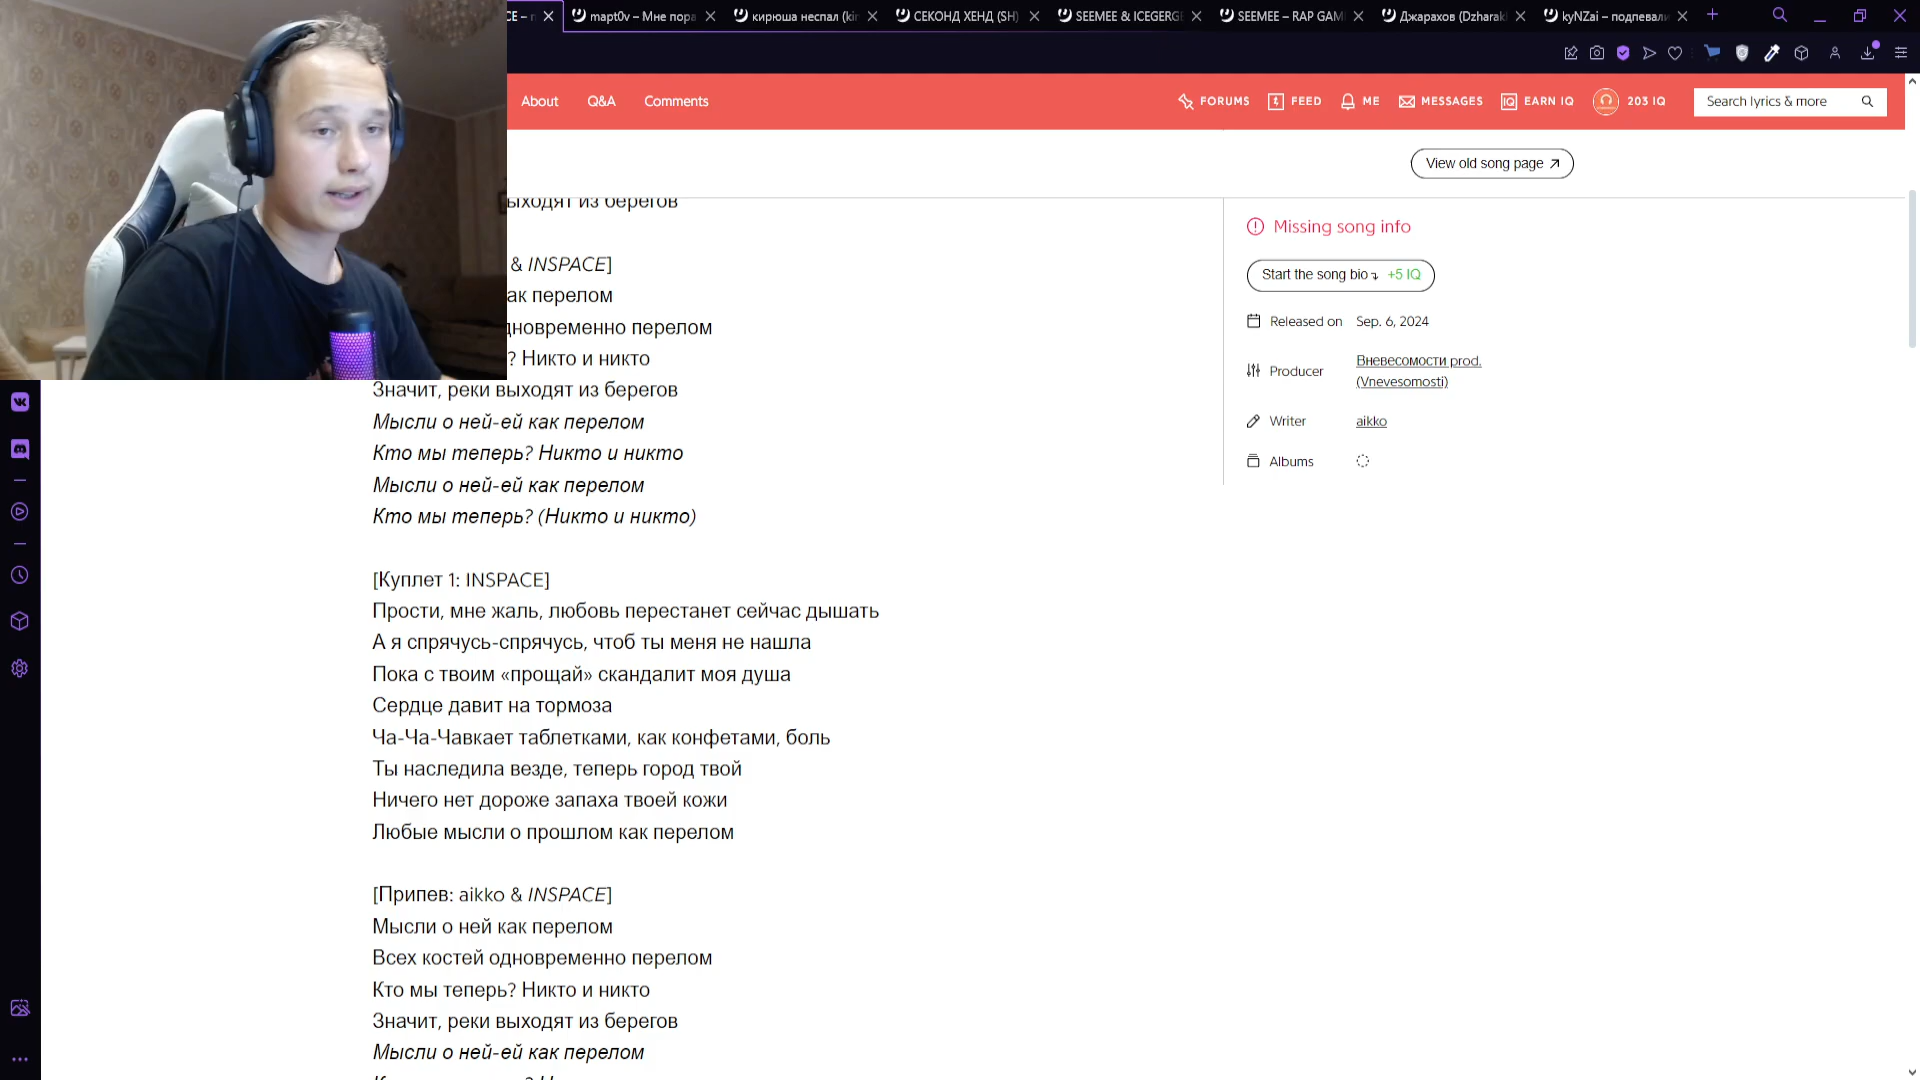 CE – п
mapt0v – Мне пора
кирюша неспал (kir
СЕКОНД ХЕНД (SH)
SEEMEE & ICEGERGE
SEEMEE – RAP GAM
Джарахов (Dzharak
kyNZai – подпевали
About Q&A Comments
FORUMS FEED ME MESSAGES EARN IQ 203 IQ Search lyrics & more
View old song page
выходят из берегов
& INSPACE]
ак перелом
дновременно перелом
? Никто и никто
Значит, реки выходят из берегов
Мысли о ней-ей как перелом
Кто мы теперь? Никто и никто
Мысли о ней-ей как перелом
Кто мы теперь? (Никто и никто)
[Куплет 1: INSPACE]
Прости, мне жаль, любовь перестанет сейчас дышать
А я спрячусь-спрячусь, чтоб ты меня не нашла
Пока с твоим «прощай» скандалит моя душа
Сердце давит на тормоза
Ча-Ча-Чавкает таблетками, как конфетами, боль
Ты наследила везде, теперь город твой
Ничего нет дороже запаха твоей кожи
Любые мысли о прошлом как перелом
[Припев: aikko & INSPACE]
Мысли о ней как перелом
Всех костей одновременно перелом
Кто мы теперь? Никто и никто
Значит, реки выходят из берегов
Мысли о ней-ей как перелом
Missing song info
Start the song bio +5 IQ
Released on Sep. 6, 2024
Producer Вневесомости prod.
(Vnevesomosti)
Writer aikko
Albums